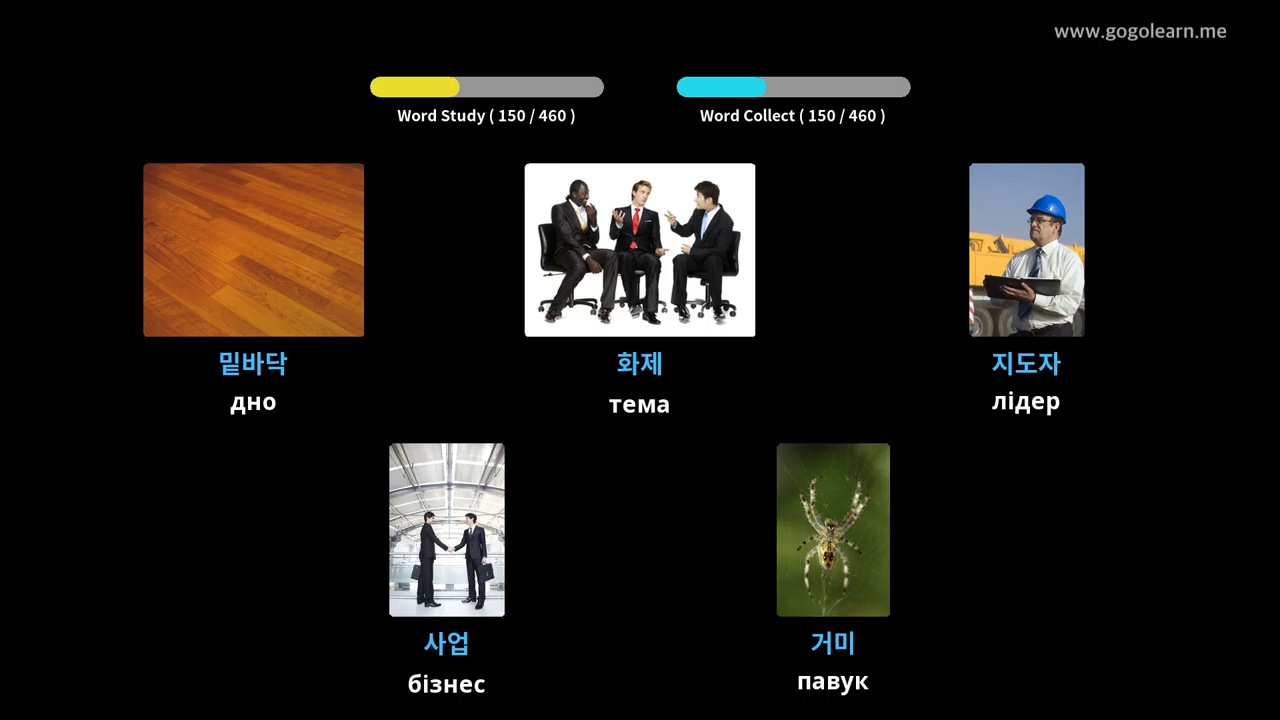 www.gogolearn.me
Word Study ( 150 / 460 )
Word Collect ( 150 / 460 )
밑바닥
дно
화제
тема
지도자
лідер
사업
бізнес
거미
павук